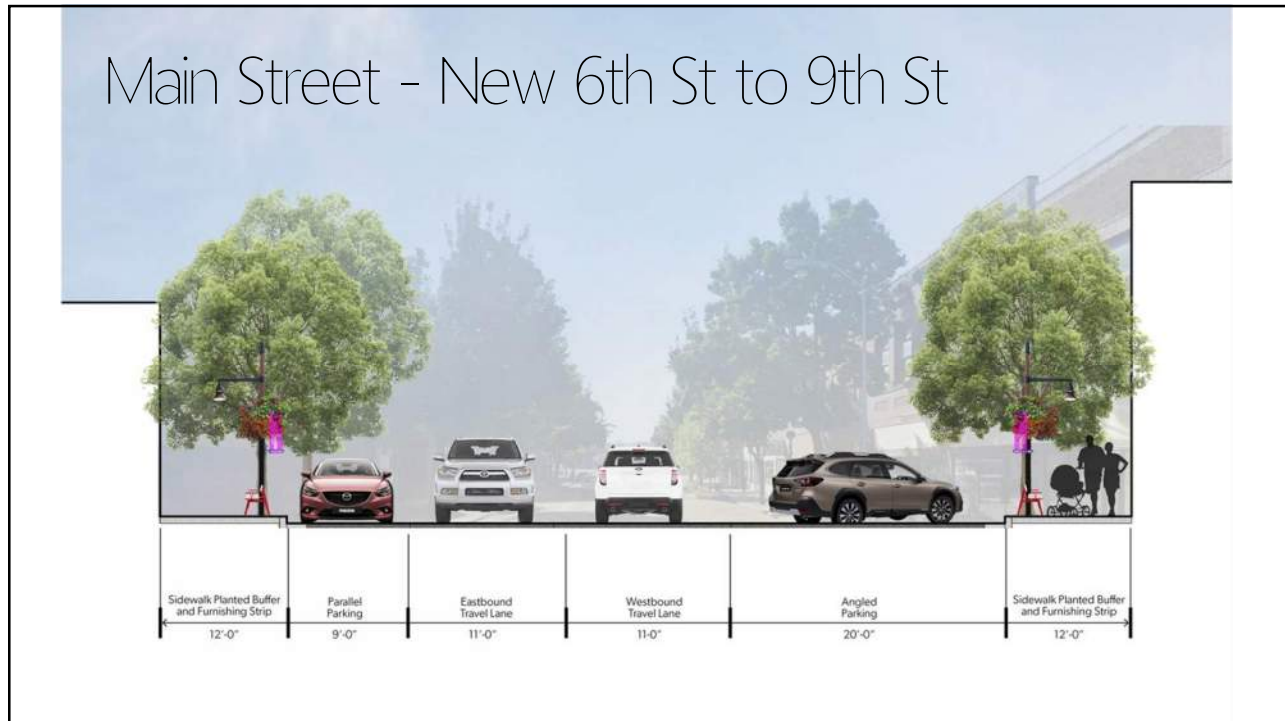 Main Street - New 6th St to 9th St
Sidewalk Planted Buffer
and Furnishing Strip
12'-0"
Parallel
Parking
9'-0"
Eastbound
Travel Lane
11'-0"
Westbound
Travel Lane
11-0"
Angled
Parking
20'-0"
Sidewalk Planted Buffer
and Furnishing Strip
12'-0"